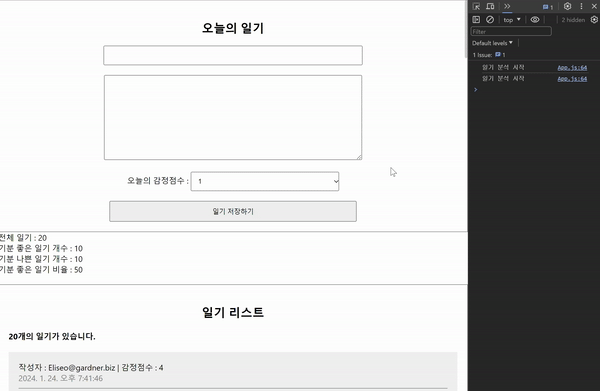 오늘의 일기
오늘의 감정점수 : 1
일기 저장하기
전체 일기 : 20
기분 좋은 일기 개수 : 10
기분 나쁜 일기 개수 : 10
기분 좋은 일기 비율 : 50
일기 리스트
20개의 일기가 있습니다.
작성자 : Eliseo@gardner.biz | 감정점수 : 4
2024. 1. 24. 오후 7:41:46
1
top
2 hidden
Filter
Default levels
1 Issue: 1
일기 분석 시작 App.js:64
일기 분석 시작 App.js:64